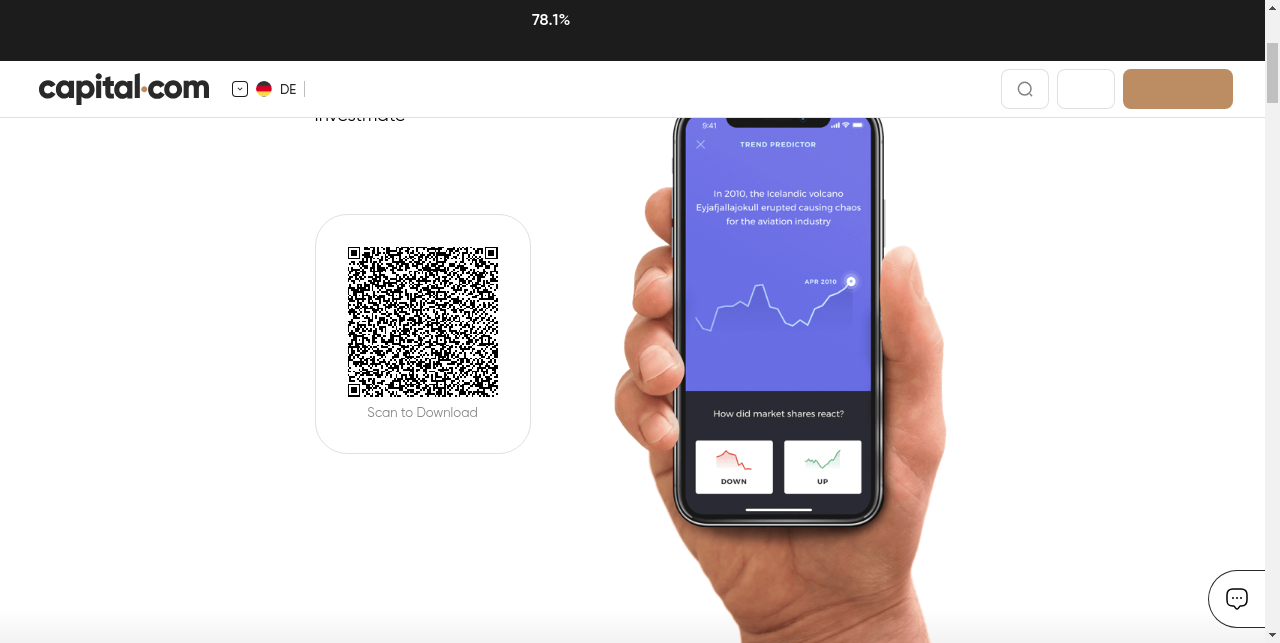 78.1%
capital.com
DE
Investmate
9:41
TREND PREDICTOR
In 2010, the Icelandic volcano
Eyjafjallajokull erupted causing chaos
for the aviation industry
APR 2010
Scan to Download
How did market shares react?
DOWN
UP